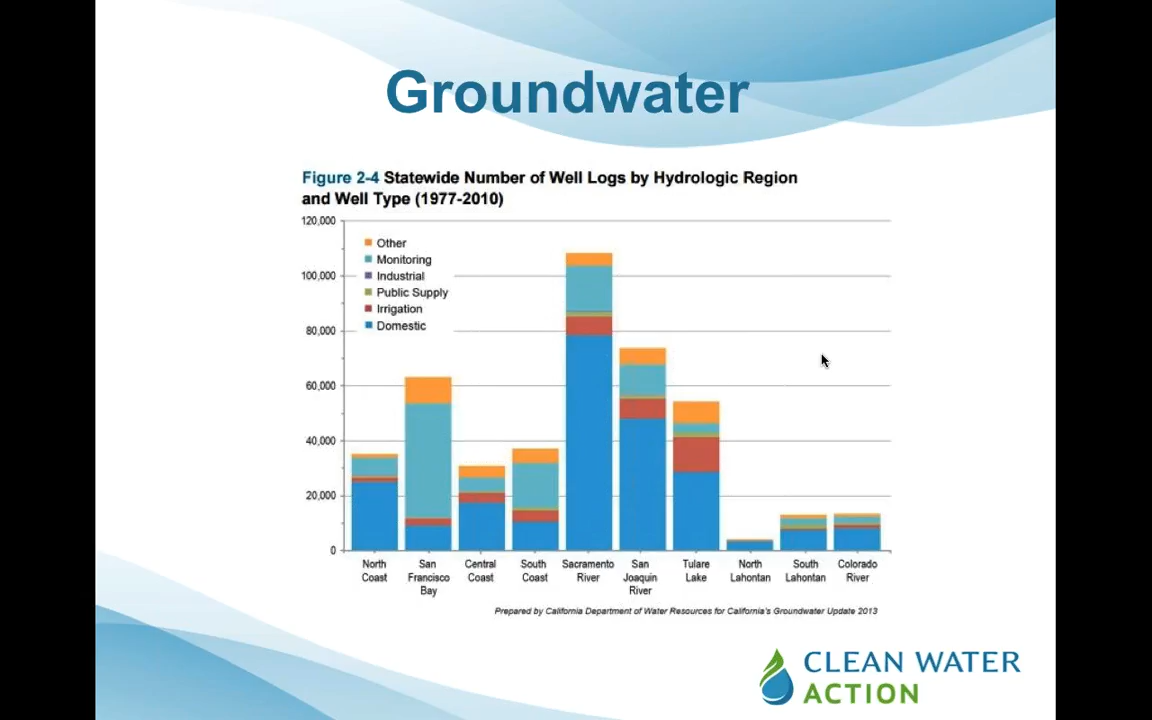 Groundwater
Figure 2-4 Statewide Number of Well Logs by Hydrologic Region
and Well Type (1977-2010)
120,000
100,000
80,000
60,000
40,000
20,000
0
Other
Monitoring
Industrial
Public Supply
Irrigation
Domestic
North
Coast
San
Francisco
Bay
Central
Coast
South
Coast
Sacramento
River
San
Joaquin
River
Tulare
Lake
North
Lahontan
South
Lahontan
Colorado
River
Prepared by California Department of Water Resources for California's Groundwater Update 2013
CLEAN WATER
ACTION